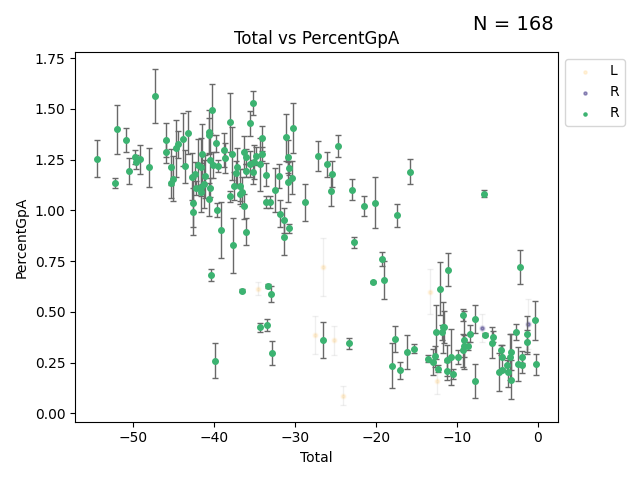 N = 168
Total vs PercentGpA
PercentGpA
1.75
1.50
1.25
1.00
0.75
0.50
0.25
0.00
−50
−40
−30
−20
−10
0
Total
L
R
R